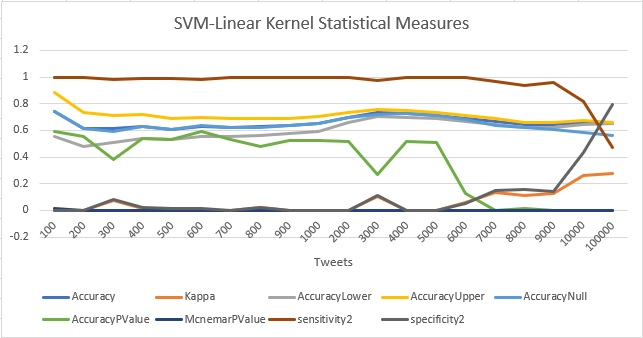 SVM-Linear Kernel Statistical Measures
1.2
1
0.8
0.6
0.4
0.2
0
-0.2
100 200 300 400 500 600 700 800 900 1000 2000 3000 4000 5000 6000 7000 8000 9000 10000 100000
Tweets
Accuracy Kappa AccuracyLower AccuracyUpper AccuracyNull
AccuracyPValue McnemarPValue sensitivity2 specificity2